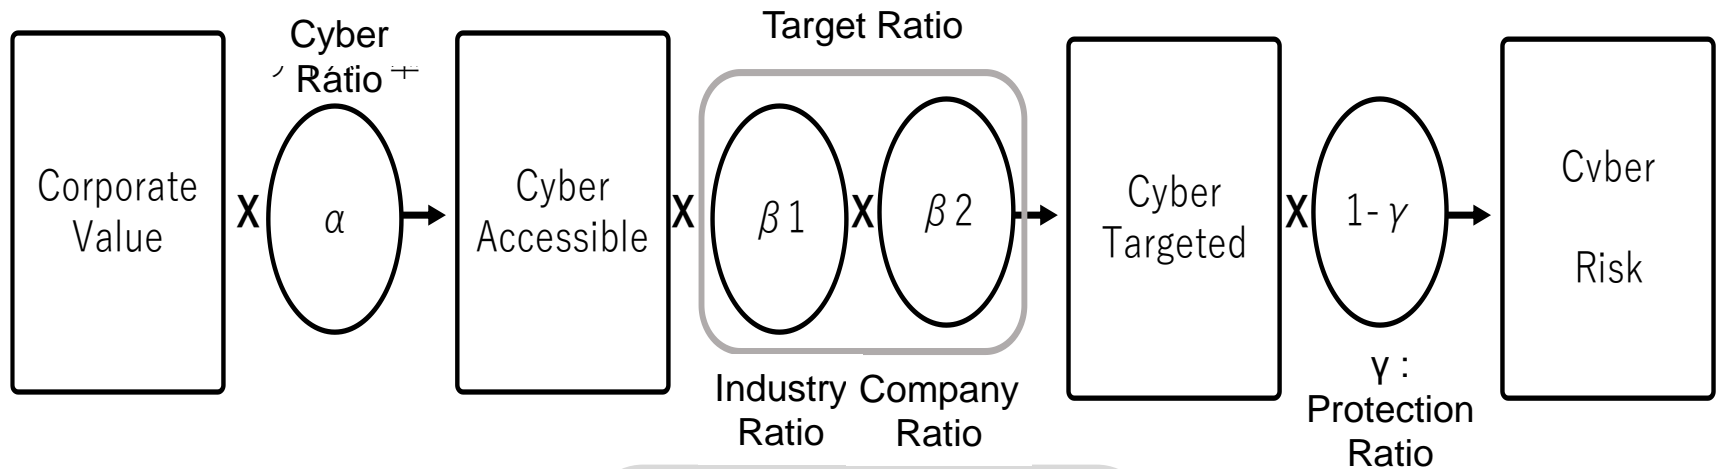 Target Ratio
Cyber
Ratio
Corporate
Value
X
α
Cyber
Accessible
X
β1
X
β2
Cyber
Targeted
X
1-γ
Cvber
Risk
Industry
Ratio
Company
Ratio
γ :
Protection
Ratio